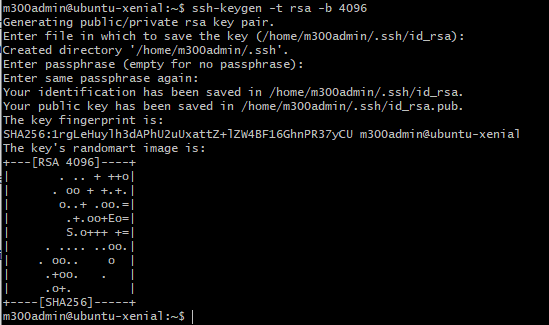 m300admin@ubuntu-xenial:~$ ssh-keygen -t rsa -b 4096
Generating public/private rsa key pair.
Enter file in which to save the key (/home/m300admin/.ssh/id_rsa):
Created directory '/home/m300admin/.ssh'.
Enter passphrase (empty for no passphrase):
Enter same passphrase again:
Your identification has been saved in /home/m300admin/.ssh/id_rsa.
Your public key has been saved in /home/m300admin/.ssh/id_rsa.pub.
The key fingerprint is:
SHA256:1rgLeHuylh3dAPhU2uUxattZ+lZW4BF16GhnPR37yCU m300admin@ubuntu-xenial
The key's randomart image is:
+---[RSA 4096]----+
|       . .. + ++o|
|      . oo + +.+.|
|       o..+ .oo.=|
|        .+.oo+Eo=|
|        S.o+++ +=|
|     . .... ..oo.|
|    . oo..    o  |
|     .+oo.   .   |
|     .o+.        |
+----[SHA256]-----+
m300admin@ubuntu-xenial:~$